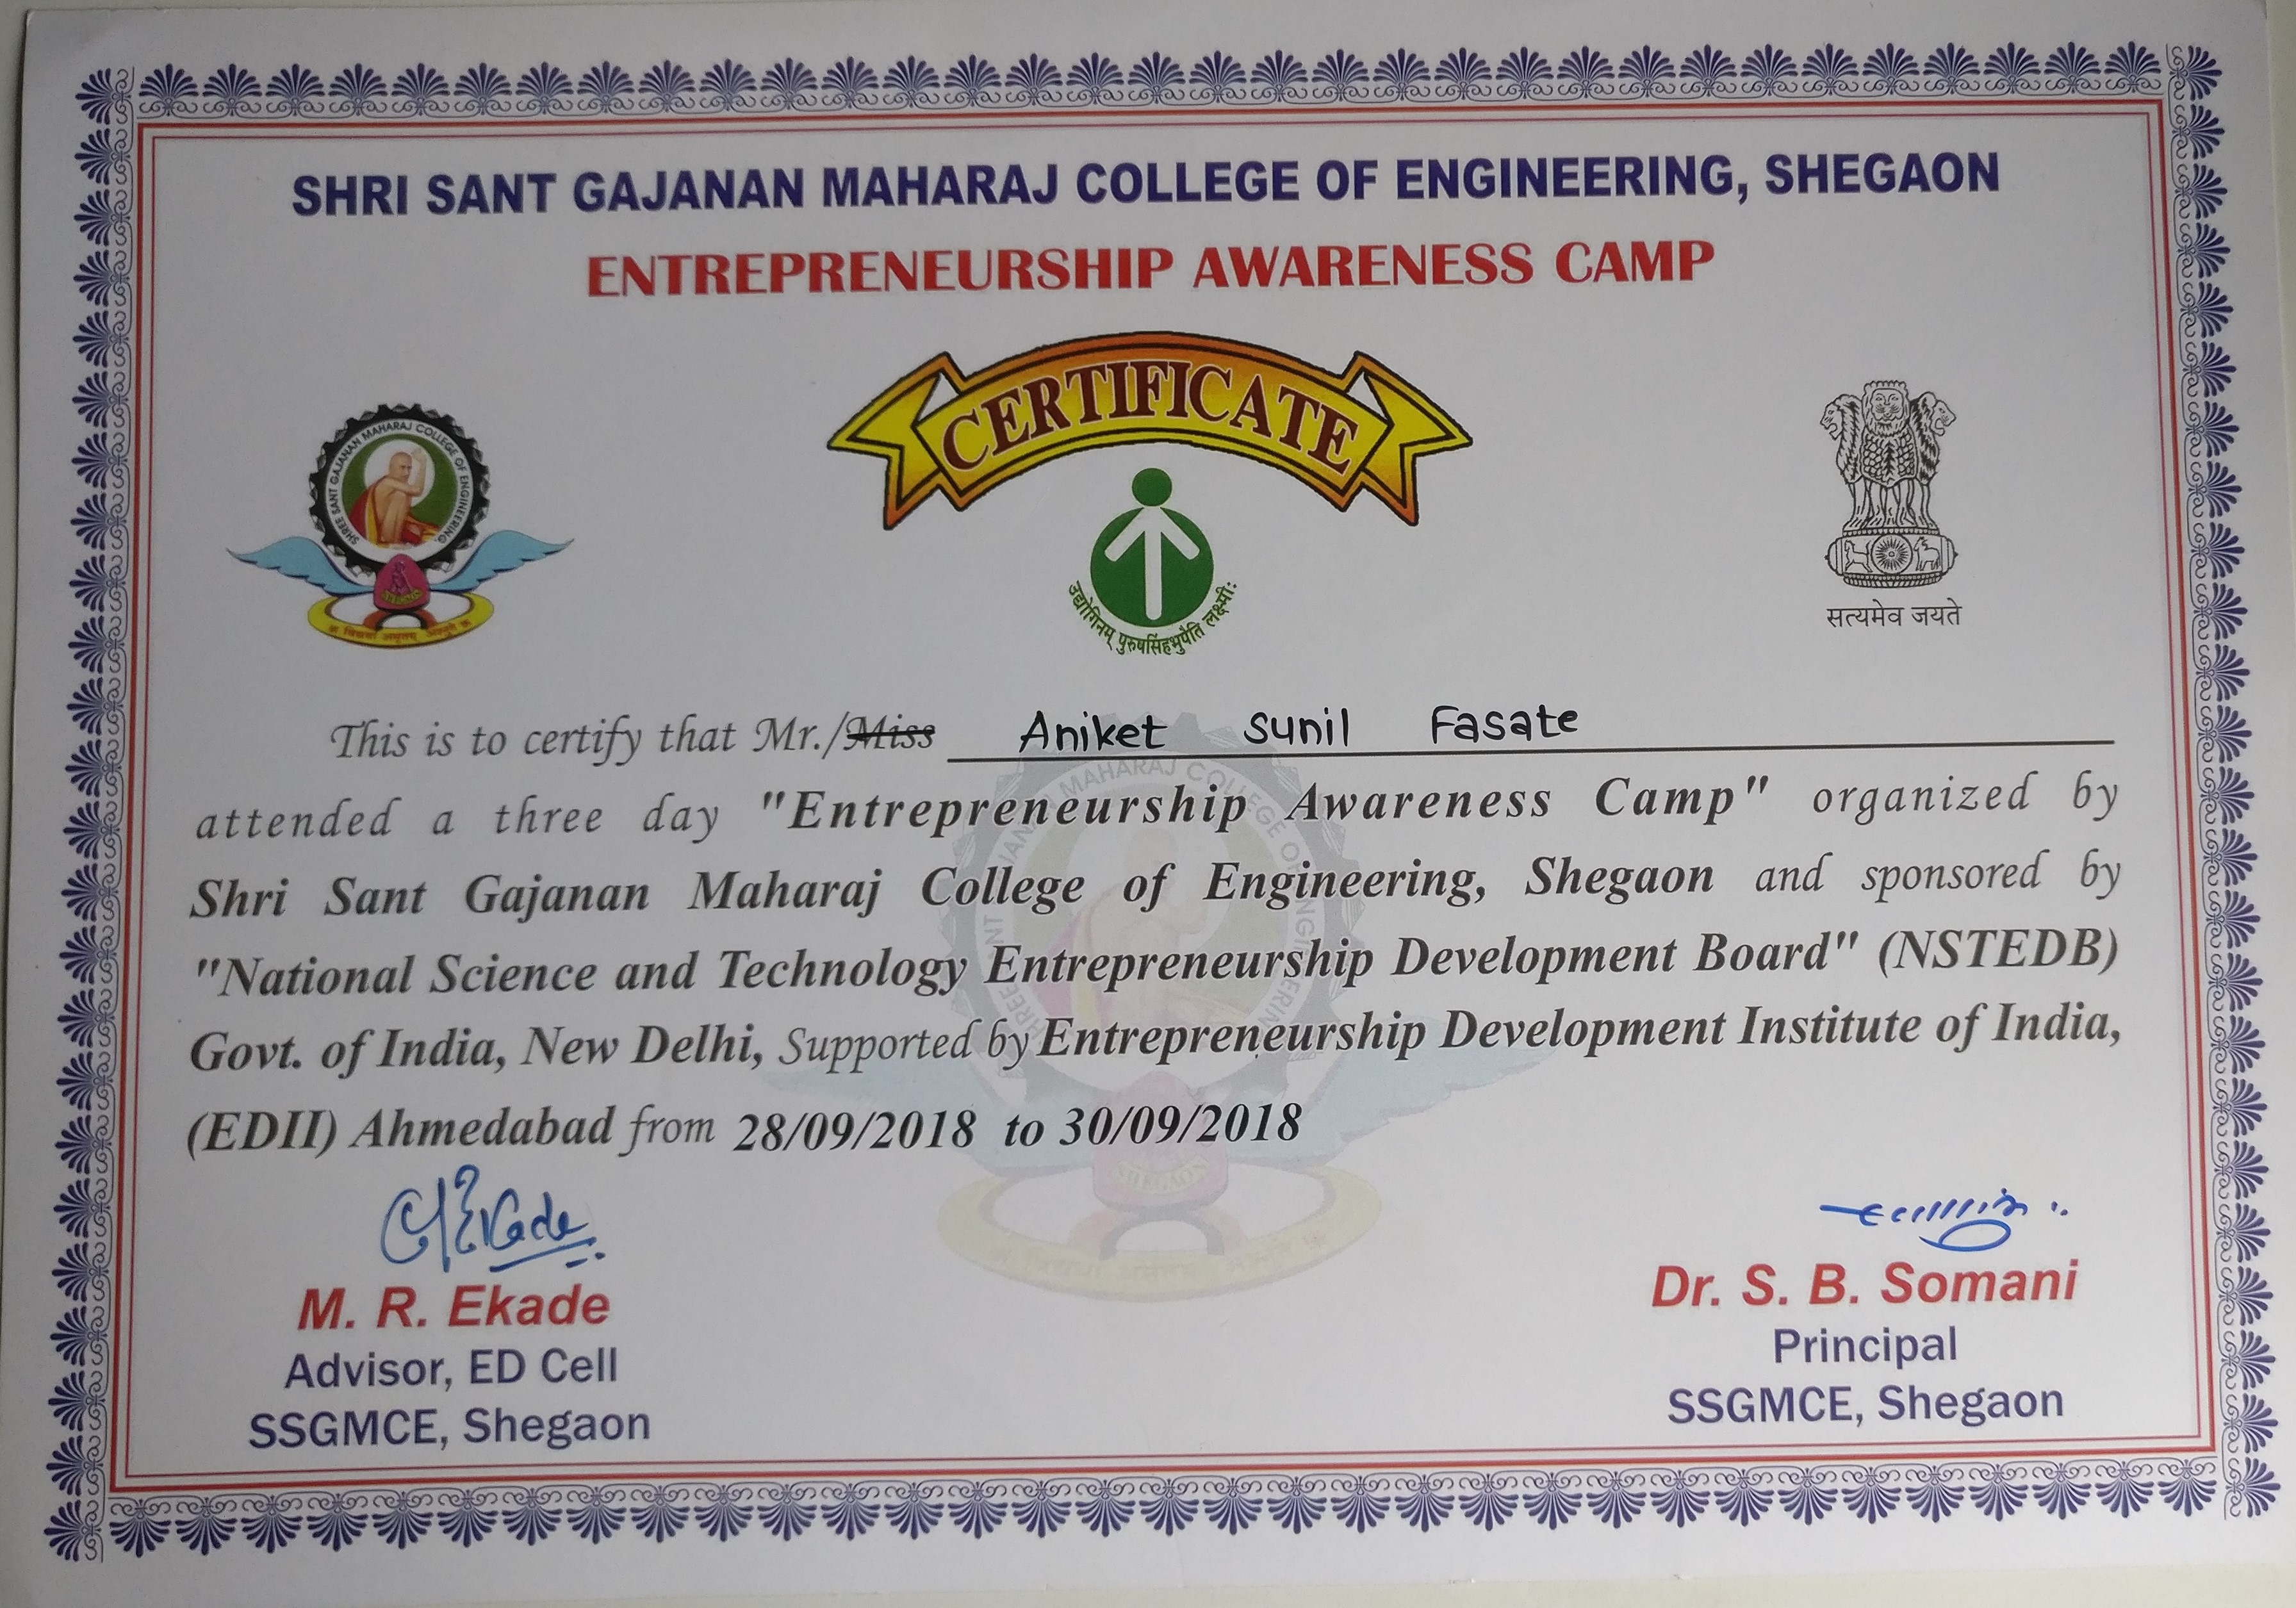 SHRI SANT GAJANAN MAHARAJ COLLEGE OF ENGINEERING, SHEGAON
ENTREPRENEURSHIP AWARENESS CAMP
CERTIFICATE
SHREE SANT GAJANAN MAHARAJ COLLEGE OF ENGINEERING
उद्योगिनम् पुरुषसिंहभुपैति लक्ष्मी:
सत्यमेव जयते
This is to certify that Mr./Miss Aniket Sunil Fasate
attended a three day "Entrepreneurship Awareness Camp" organized by
Shri Sant Gajanan Maharaj College of Engineering, Shegaon and sponsored by
"National Science and Technology Entrepreneurship Development Board" (NSTEDB)
Govt. of India, New Delhi, Supported by Entrepreneurship Development Institute of India,
(EDII) Ahmedabad from 28/09/2018 to 30/09/2018
M. R. Ekade
Advisor, ED Cell
SSGMCE, Shegaon
Dr. S. B. Somani
Principal
SSGMCE, Shegaon